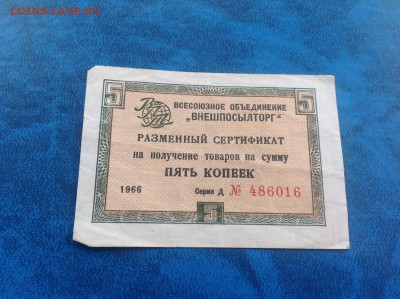 COINS.LAVE.RU
5 5
ВПТ
ВСЕСОЮЗНОЕ ОБЪЕДИНЕНИЕ
„ВНЕШПОСЫЛТОРГ"
РАЗМЕННЫЙ СЕРТИФИКАТ
на получение товаров на сумму
ПЯТЬ КОПЕЕК
1966 Серия Д № 486016
5